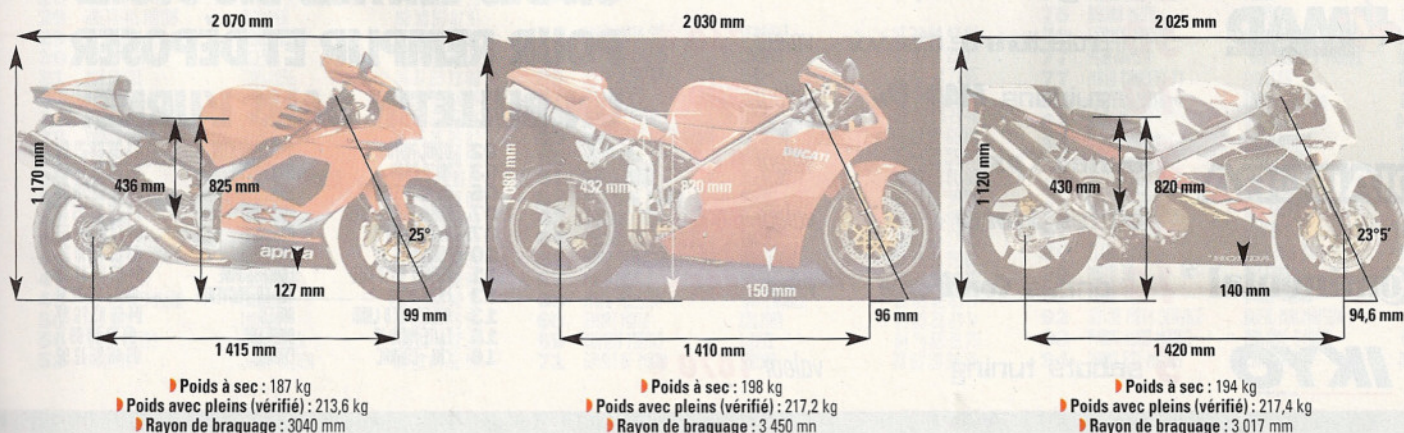 2 070 mm
1 170 mm
436 mm
825 mm
25°
RSV
aprilia
127 mm
99 mm
1 415 mm
Poids à sec : 187 kg
Poids avec pleins (vérifié) : 213,6 kg
Rayon de braquage : 3040 mm
2 030 mm
1 080 mm
432 mm
820 mm
DUCATI
150 mm
96 mm
1 410 mm
Poids à sec : 198 kg
Poids avec pleins (vérifié) : 217,2 kg
Rayon de braquage : 3 450 mn
2 025 mm
1 120 mm
430 mm
820 mm
23°5'
HONDA
140 mm
94,6 mm
1 420 mm
Poids à sec : 194 kg
Poids avec pleins (vérifié) : 217,4 kg
Rayon de braquage : 3 017 mm